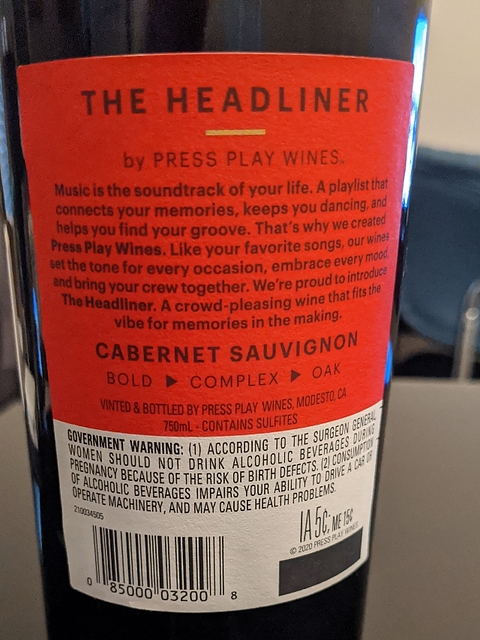 THE HEADLINER
by PRESS PLAY WINES.
Music is the soundtrack of your life. A playlist that
connects your memories, keeps you dancing, and
helps you find your groove. That's why we created
Press Play Wines. Like your favorite songs, our wines
set the tone for every occasion, embrace every mood,
and bring your crew together. We're proud to introduce
The Headliner. A crowd-pleasing wine that fits the
vibe for memories in the making.
CABERNET SAUVIGNON
BOLD ▶ COMPLEX ▶ OAK
VINTED & BOTTLED BY PRESS PLAY WINES, MODESTO, CA
750mL - CONTAINS SULFITES
GOVERNMENT WARNING: (1) ACCORDING TO THE SURGEON GENERAL,
WOMEN SHOULD NOT DRINK ALCOHOLIC BEVERAGES DURING
PREGNANCY BECAUSE OF THE RISK OF BIRTH DEFECTS. (2) CONSUMPTION
OF ALCOHOLIC BEVERAGES IMPAIRS YOUR ABILITY TO DRIVE A CAR OR
OPERATE MACHINERY, AND MAY CAUSE HEALTH PROBLEMS.
210034505
IA 5¢; ME 15¢
© 2020 PRESS PLAY WINES
0 85000 03200 8